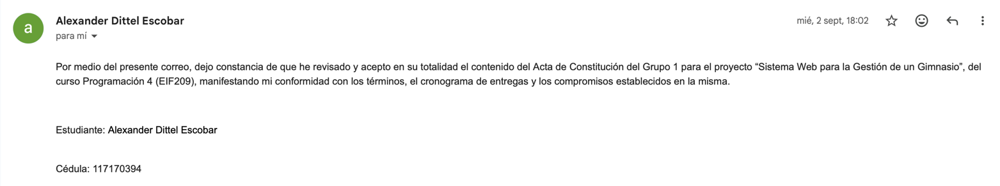 a
Alexander Dittel Escobar
mié, 2 sept, 18:02
para mí
Por medio del presente correo, dejo constancia de que he revisado y acepto en su totalidad el contenido del Acta de Constitución del Grupo 1 para el proyecto “Sistema Web para la Gestión de un Gimnasio”, del
curso Programación 4 (EIF209), manifestando mi conformidad con los términos, el cronograma de entregas y los compromisos establecidos en la misma.
Estudiante: Alexander Dittel Escobar
Cédula: 117170394